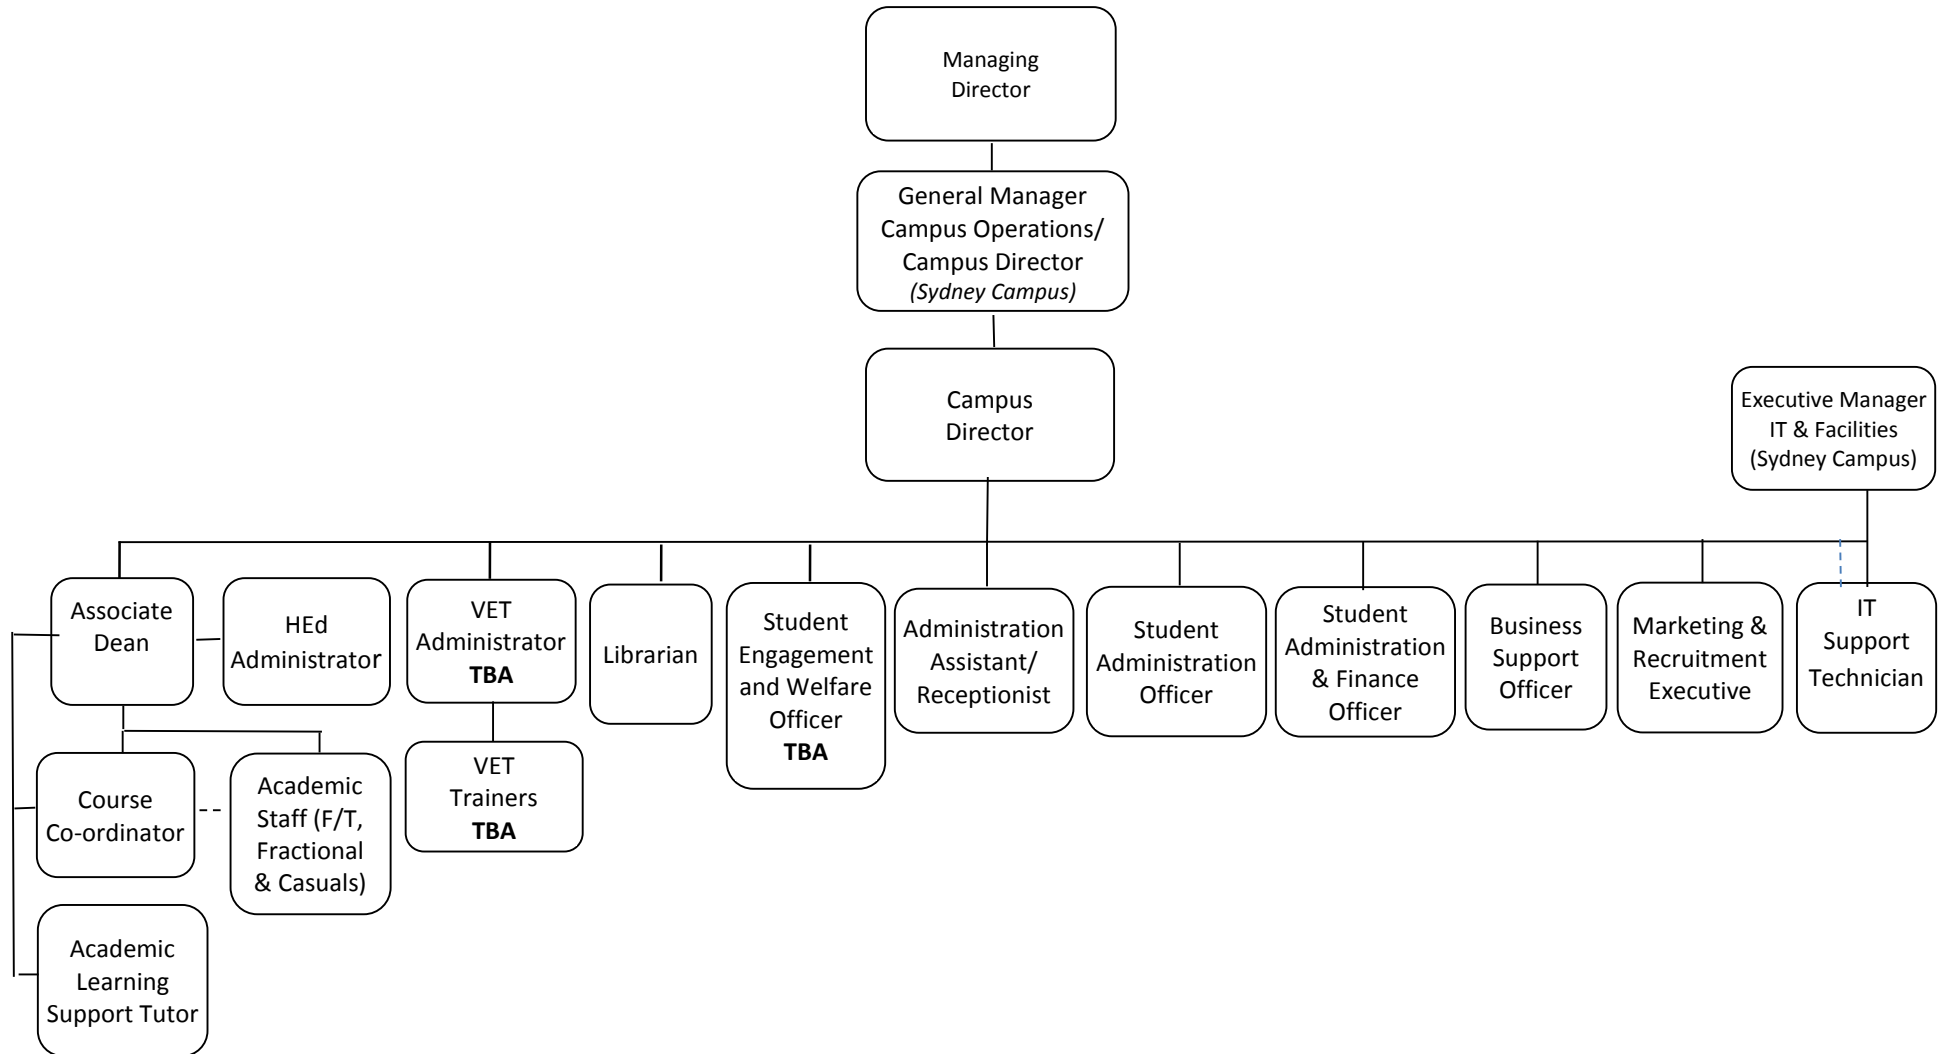 Managing
Director
General Manager
Campus Operations/
Campus Director
(Sydney Campus)
Campus
Director
Executive Manager
IT & Facilities
(Sydney Campus)
Associate
Dean
HEd
Administrator
VET
Administrator
TBA
Librarian
Student
Engagement
and Welfare
Officer
TBA
Administration
Assistant/
Receptionist
Student
Administration
Officer
Student
Administration
& Finance
Officer
Business
Support
Officer
Marketing &
Recruitment
Executive
IT
Support
Technician
Course
Co-ordinator
Academic
Staff (F/T,
Fractional
& Casuals)
VET
Trainers
TBA
Academic
Learning
Support Tutor